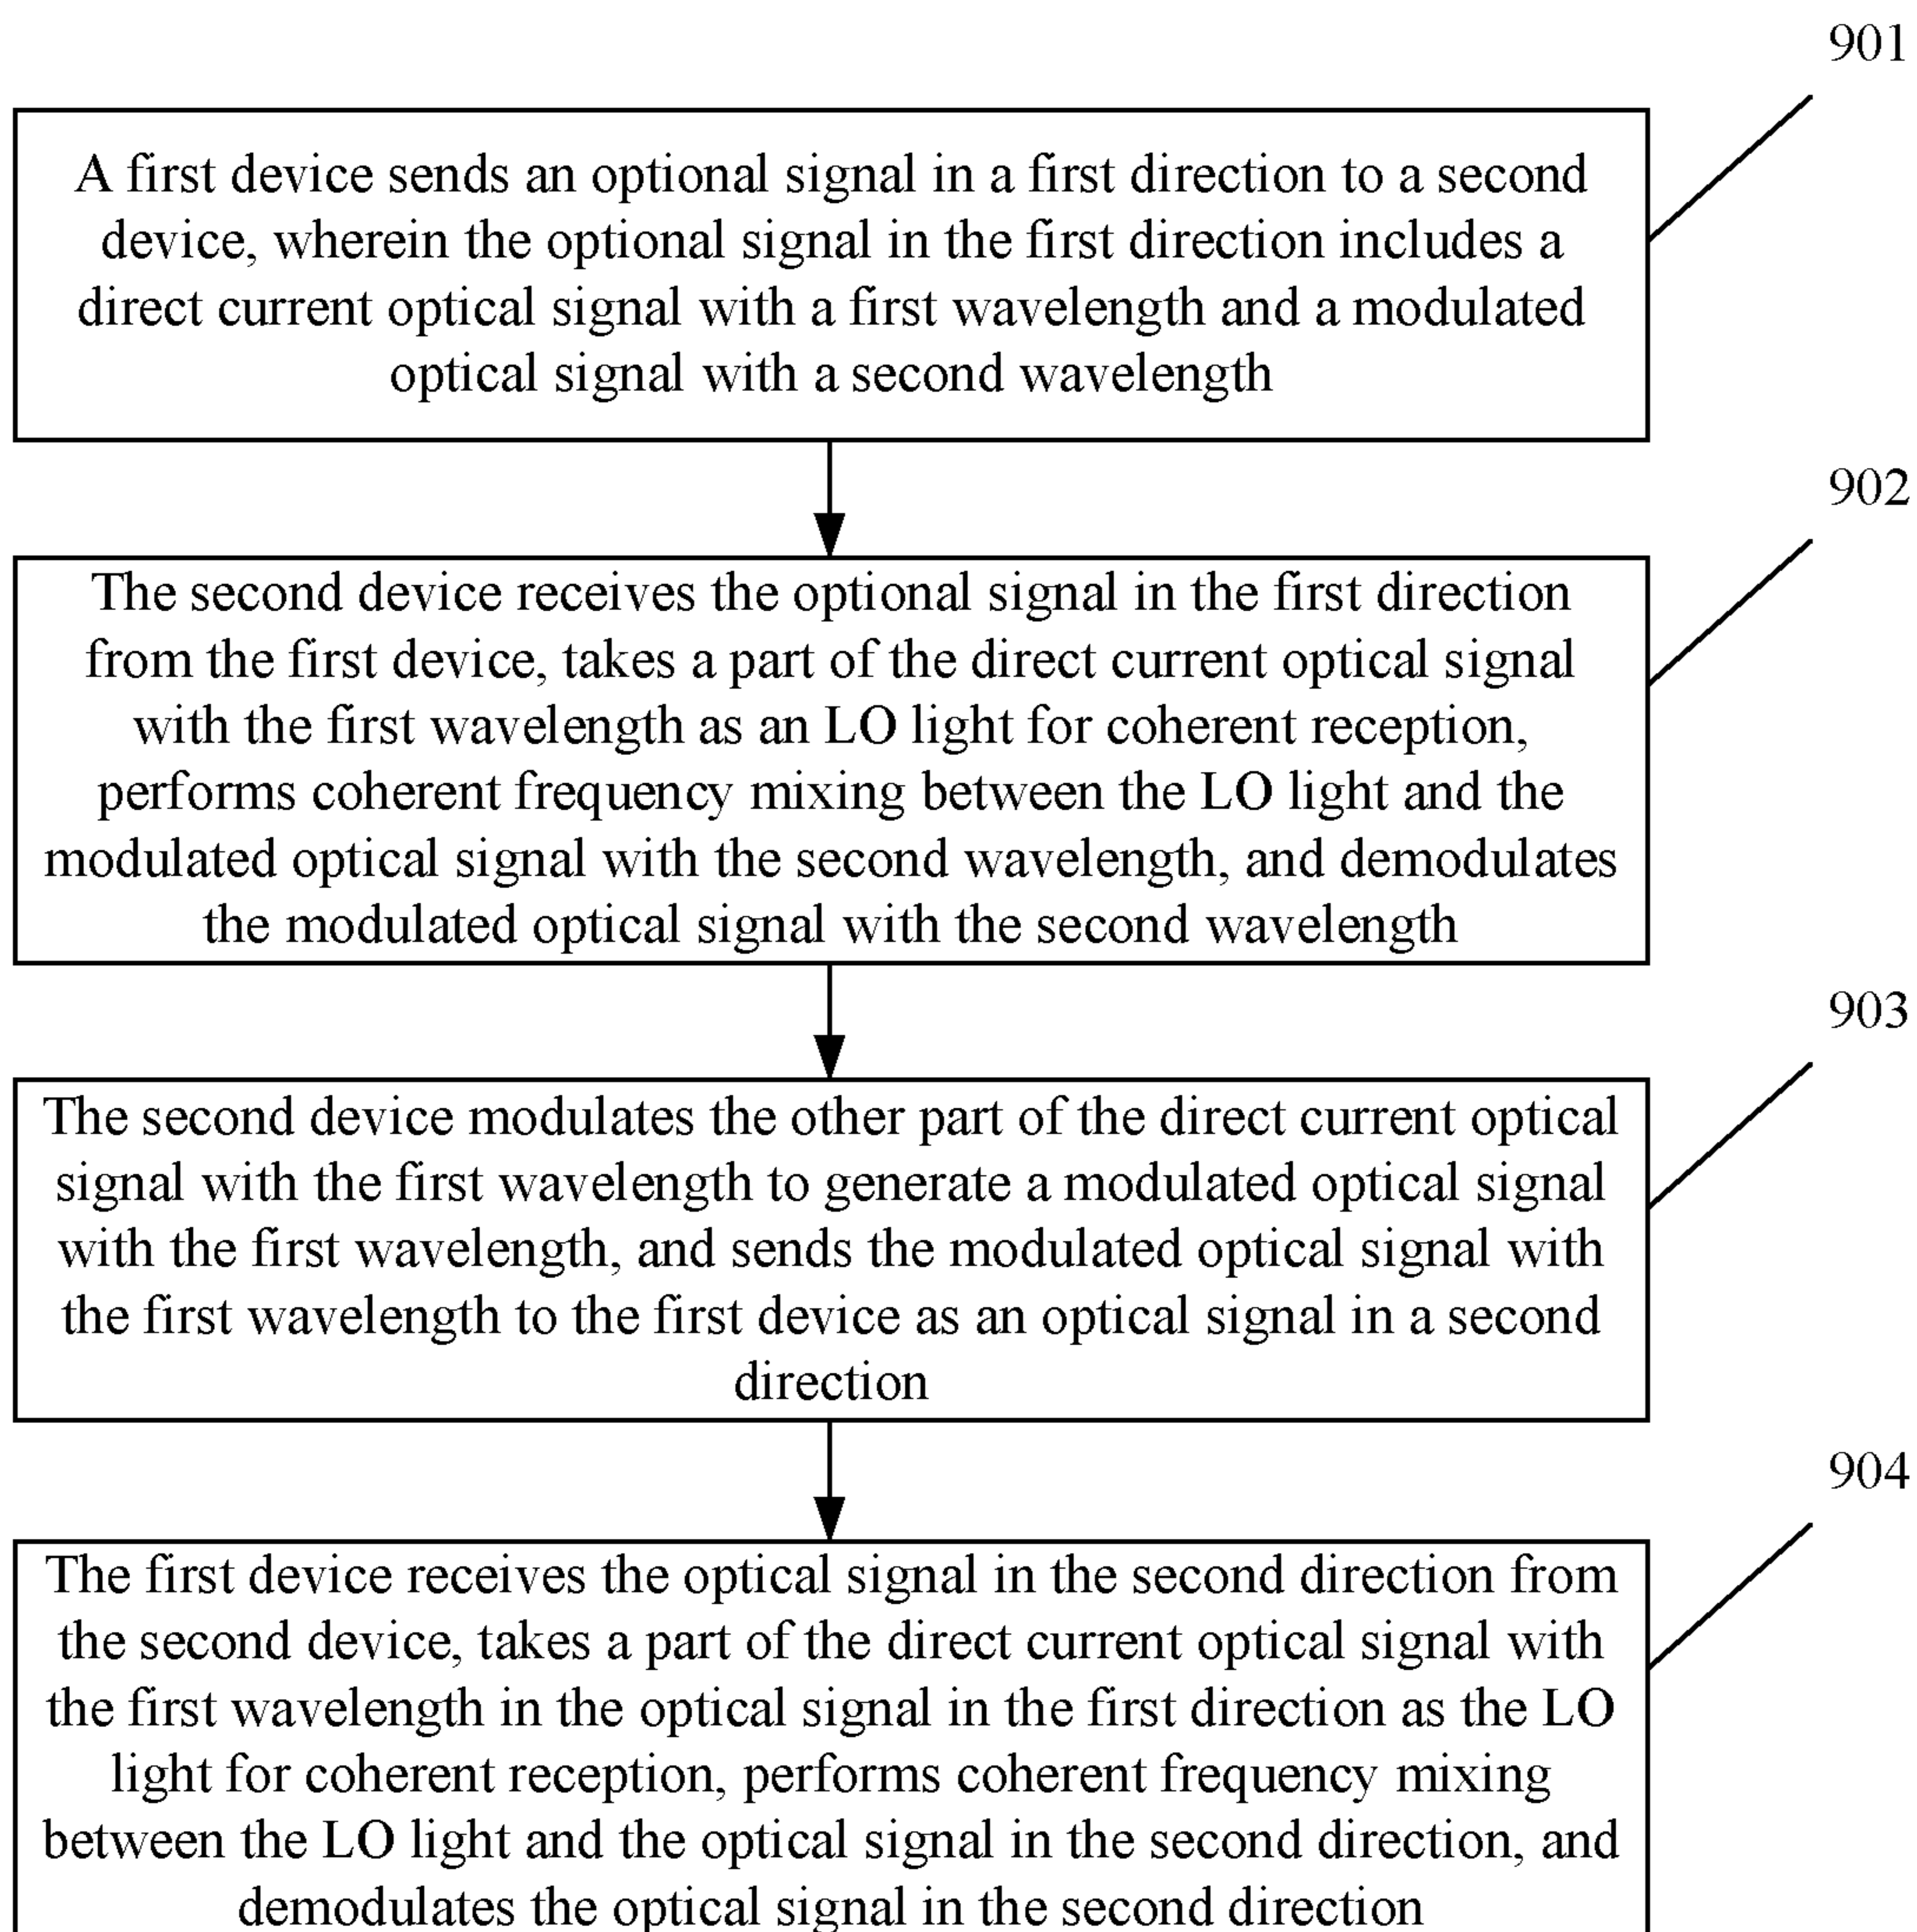 901
A first device sends an optional signal in a first direction to a second
device, wherein the optional signal in the first direction includes a
direct current optical signal with a first wavelength and a modulated
optical signal with a second wavelength
902
The second device receives the optional signal in the first direction
from the first device, takes a part of the direct current optical signal
with the first wavelength as an LO light for coherent reception,
performs coherent frequency mixing between the LO light and the
modulated optical signal with the second wavelength, and demodulates
the modulated optical signal with the second wavelength
903
The second device modulates the other part of the direct current optical
signal with the first wavelength to generate a modulated optical signal
with the first wavelength, and sends the modulated optical signal with
the first wavelength to the first device as an optical signal in a second
direction
904
The first device receives the optical signal in the second direction from
the second device, takes a part of the direct current optical signal with
the first wavelength in the optical signal in the first direction as the LO
light for coherent reception, performs coherent frequency mixing
between the LO light and the optical signal in the second direction, and
demodulates the optical signal in the second direction